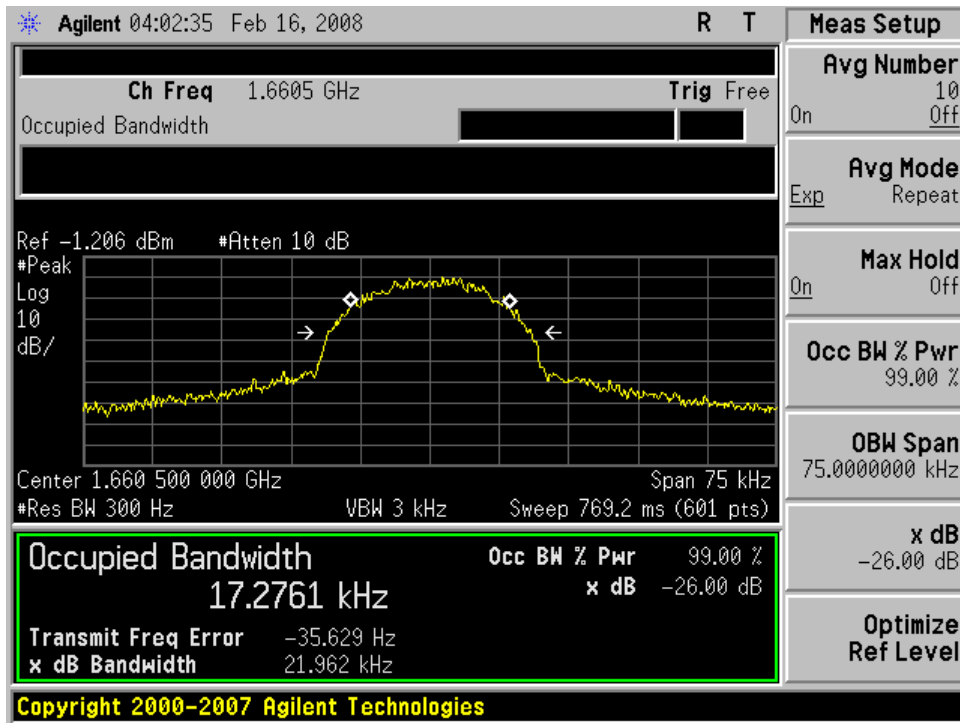 Agilent 04:02:35 Feb 16, 2008 R T
Ch Freq 1.6605 GHz Trig Free
Occupied Bandwidth
Ref -1.206 dBm #Atten 10 dB
#Peak
Log
10
dB/
Center 1.660 500 000 GHz Span 75 kHz
#Res BW 300 Hz VBW 3 kHz Sweep 769.2 ms (601 pts)
Occupied Bandwidth Occ BW % Pwr 99.00 %
17.2761 kHz x dB -26.00 dB
Transmit Freq Error -35.629 Hz
x dB Bandwidth 21.962 kHz
Copyright 2000-2007 Agilent Technologies
Meas Setup
Avg Number
10
On Off
Avg Mode
Exp Repeat
Max Hold
On Off
Occ BW % Pwr
99.00 %
OBW Span
75.0000000 kHz
x dB
-26.00 dB
Optimize
Ref Level